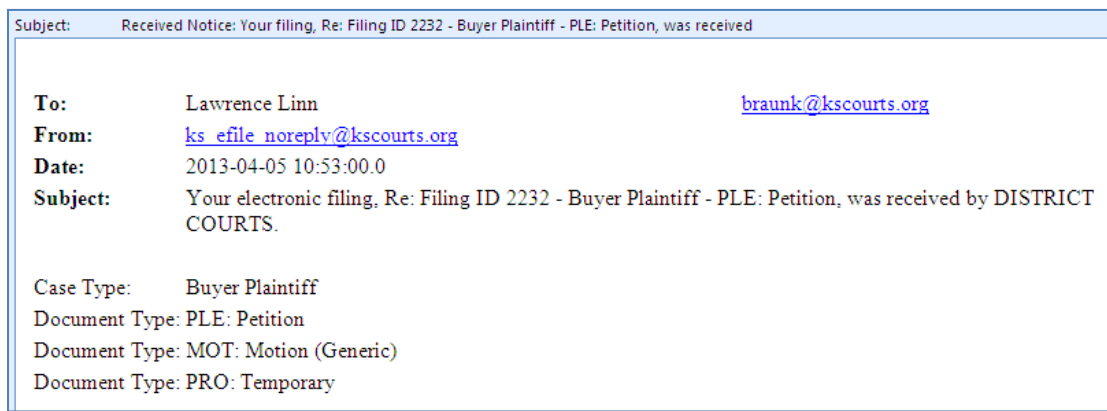 Subject: Received Notice: Your filing, Re: Filing ID 2232 - Buyer Plaintiff - PLE: Petition, was received
To: Lawrence Linn braunk@kscourts.org
From: ks_efile_noreply@kscourts.org
Date: 2013-04-05 10:53:00.0
Subject: Your electronic filing, Re: Filing ID 2232 - Buyer Plaintiff - PLE: Petition, was received by DISTRICT
COURTS.
Case Type: Buyer Plaintiff
Document Type: PLE: Petition
Document Type: MOT: Motion (Generic)
Document Type: PRO: Temporary